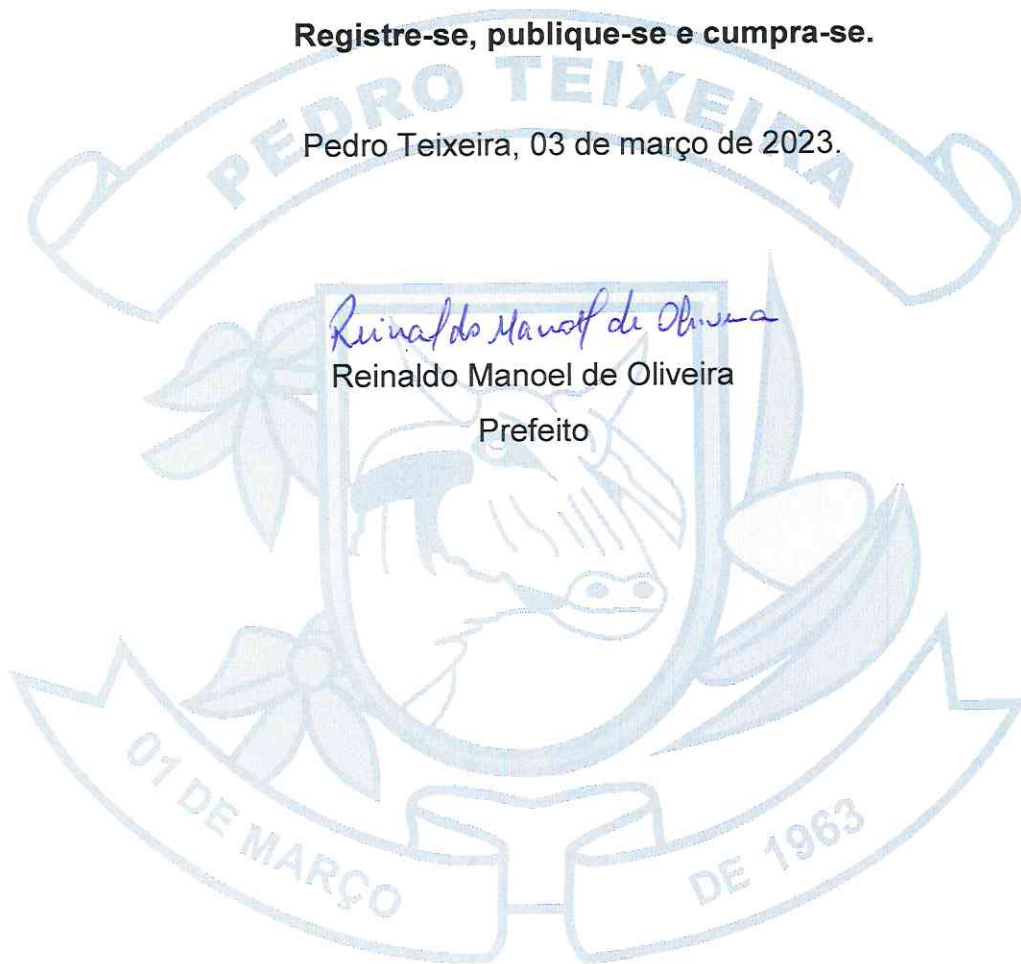 Registre-se, publique-se e cumpra-se.
PEDRO TEIXEIRA
Pedro Teixeira, 03 de março de 2023.
Reinaldo Manoel de Oliveira
Reinaldo Manoel de Oliveira
Prefeito
01 DE MARÇO
DE 1963